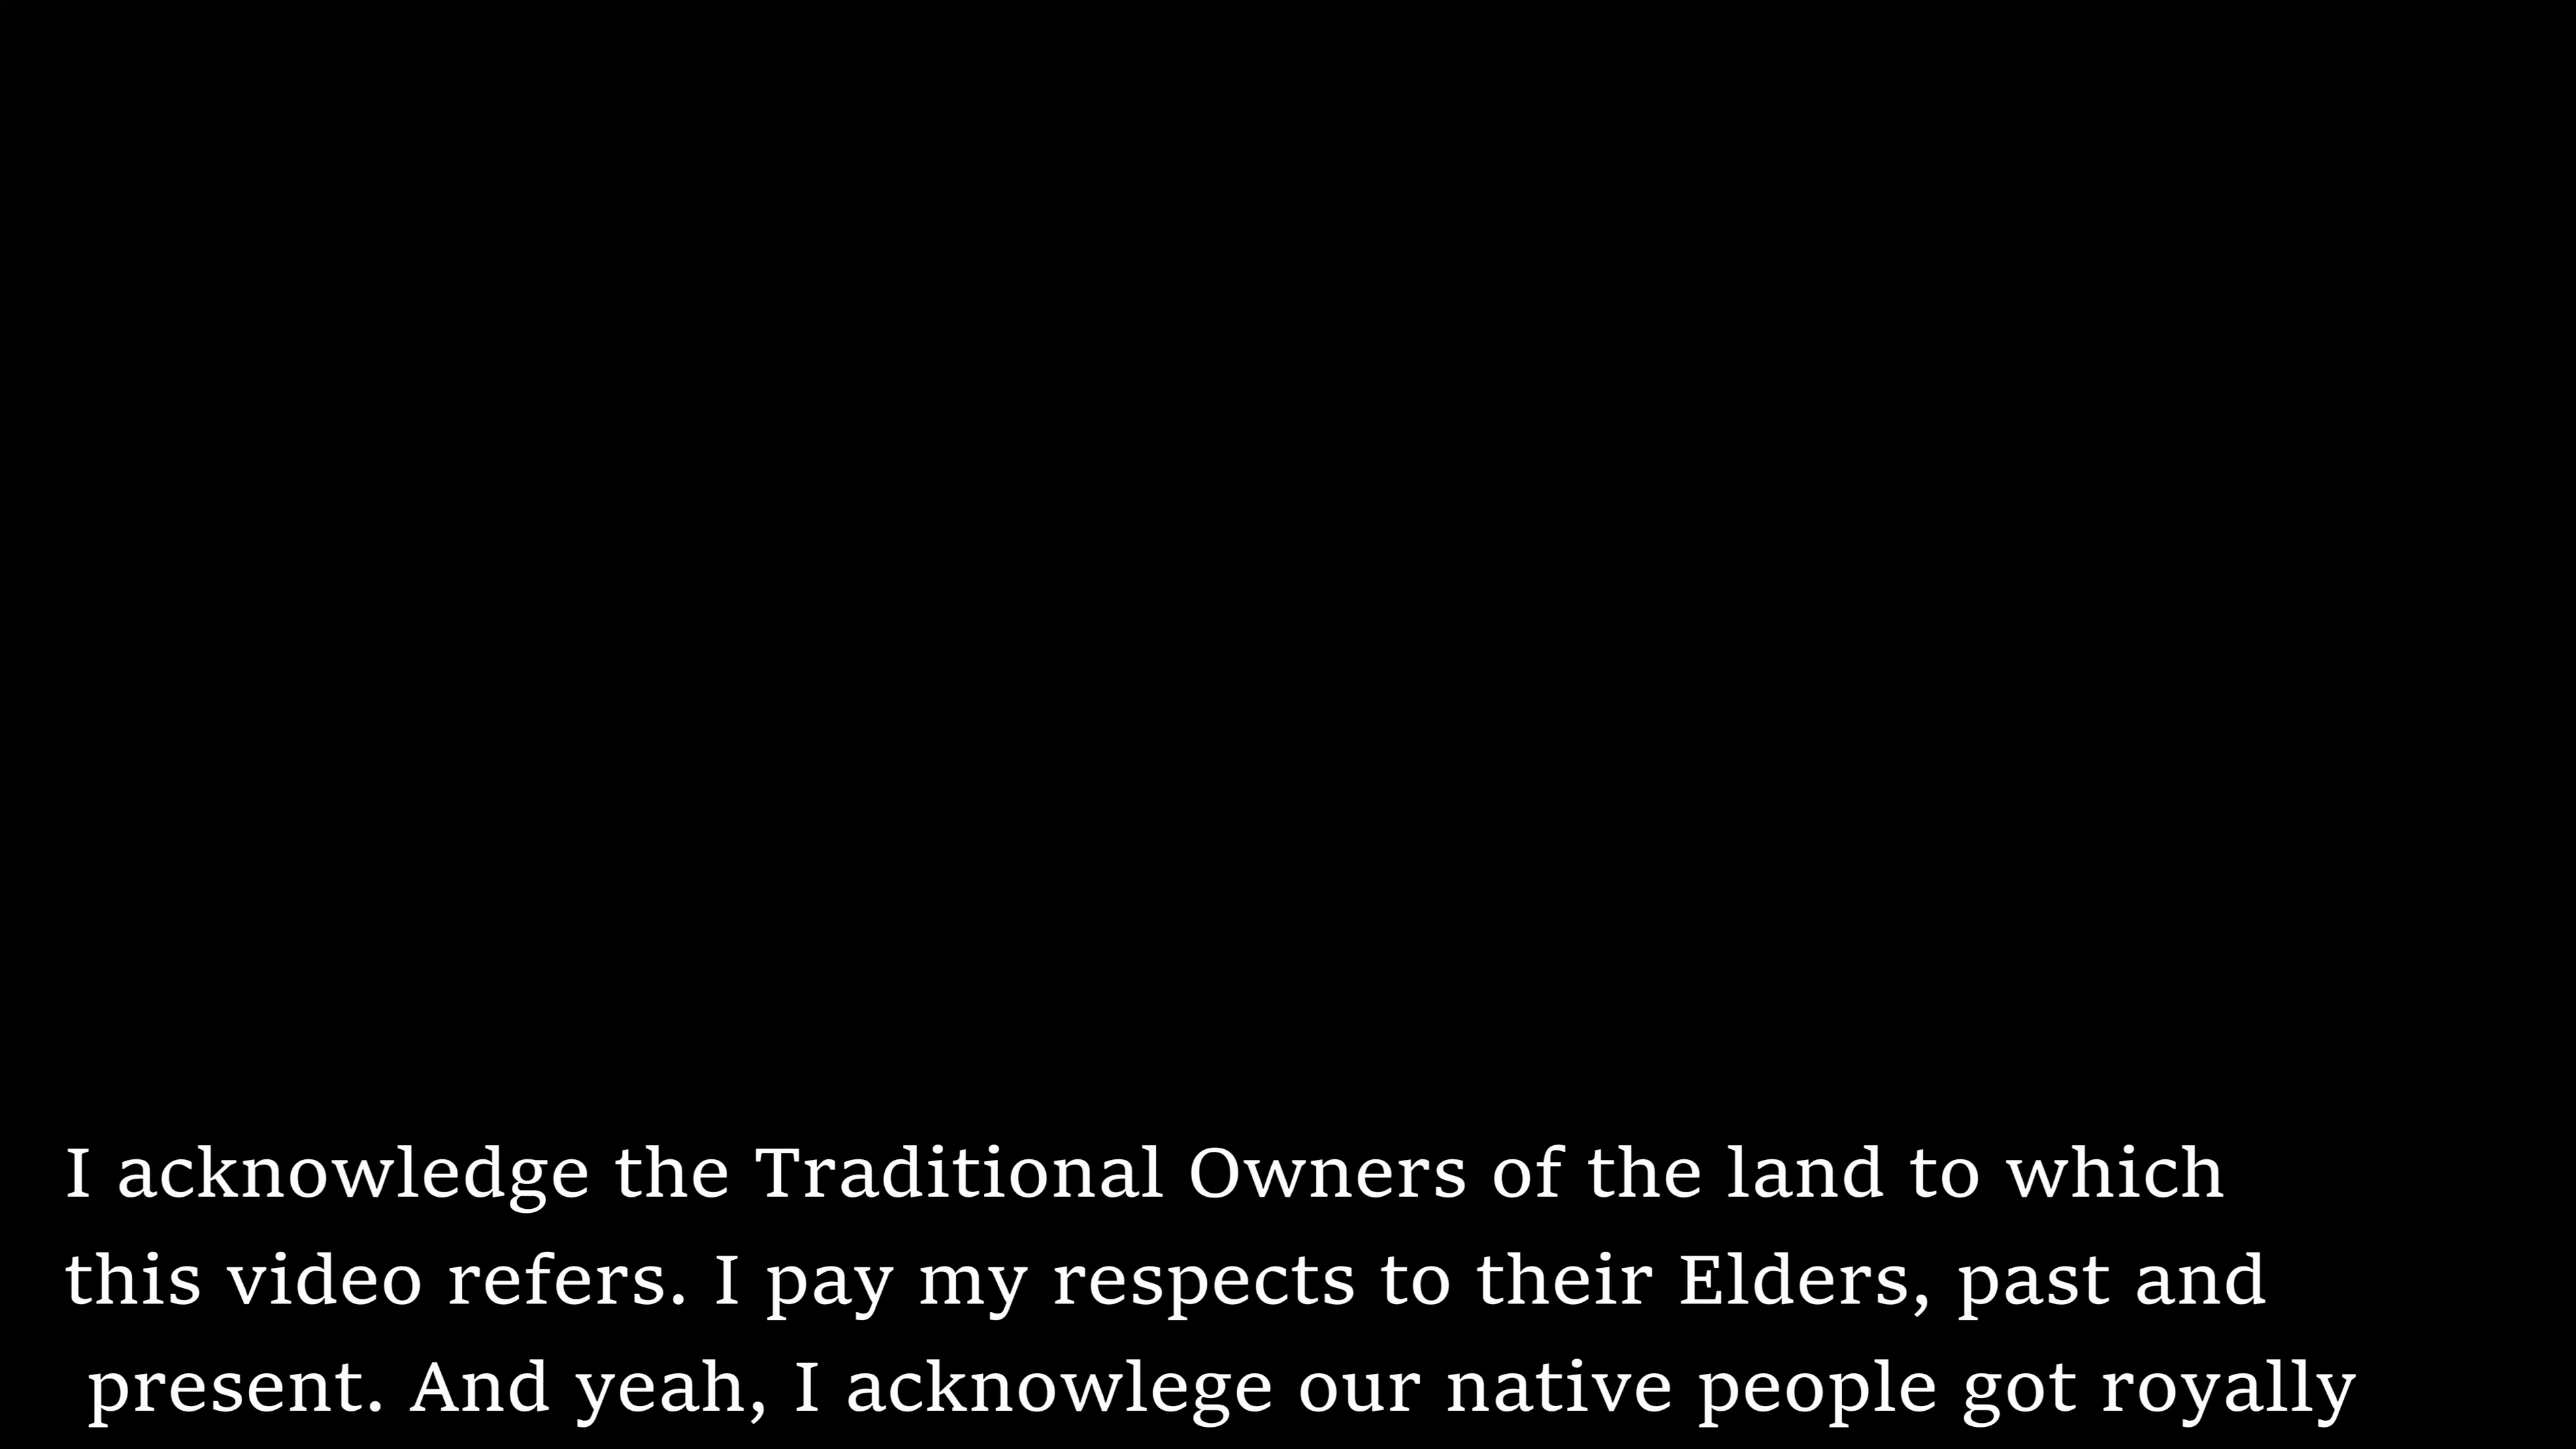 I acknowledge the Traditional Owners of the land to which
this video refers. I pay my respects to their Elders, past and
present. And yeah, I acknowlege our native people got royally